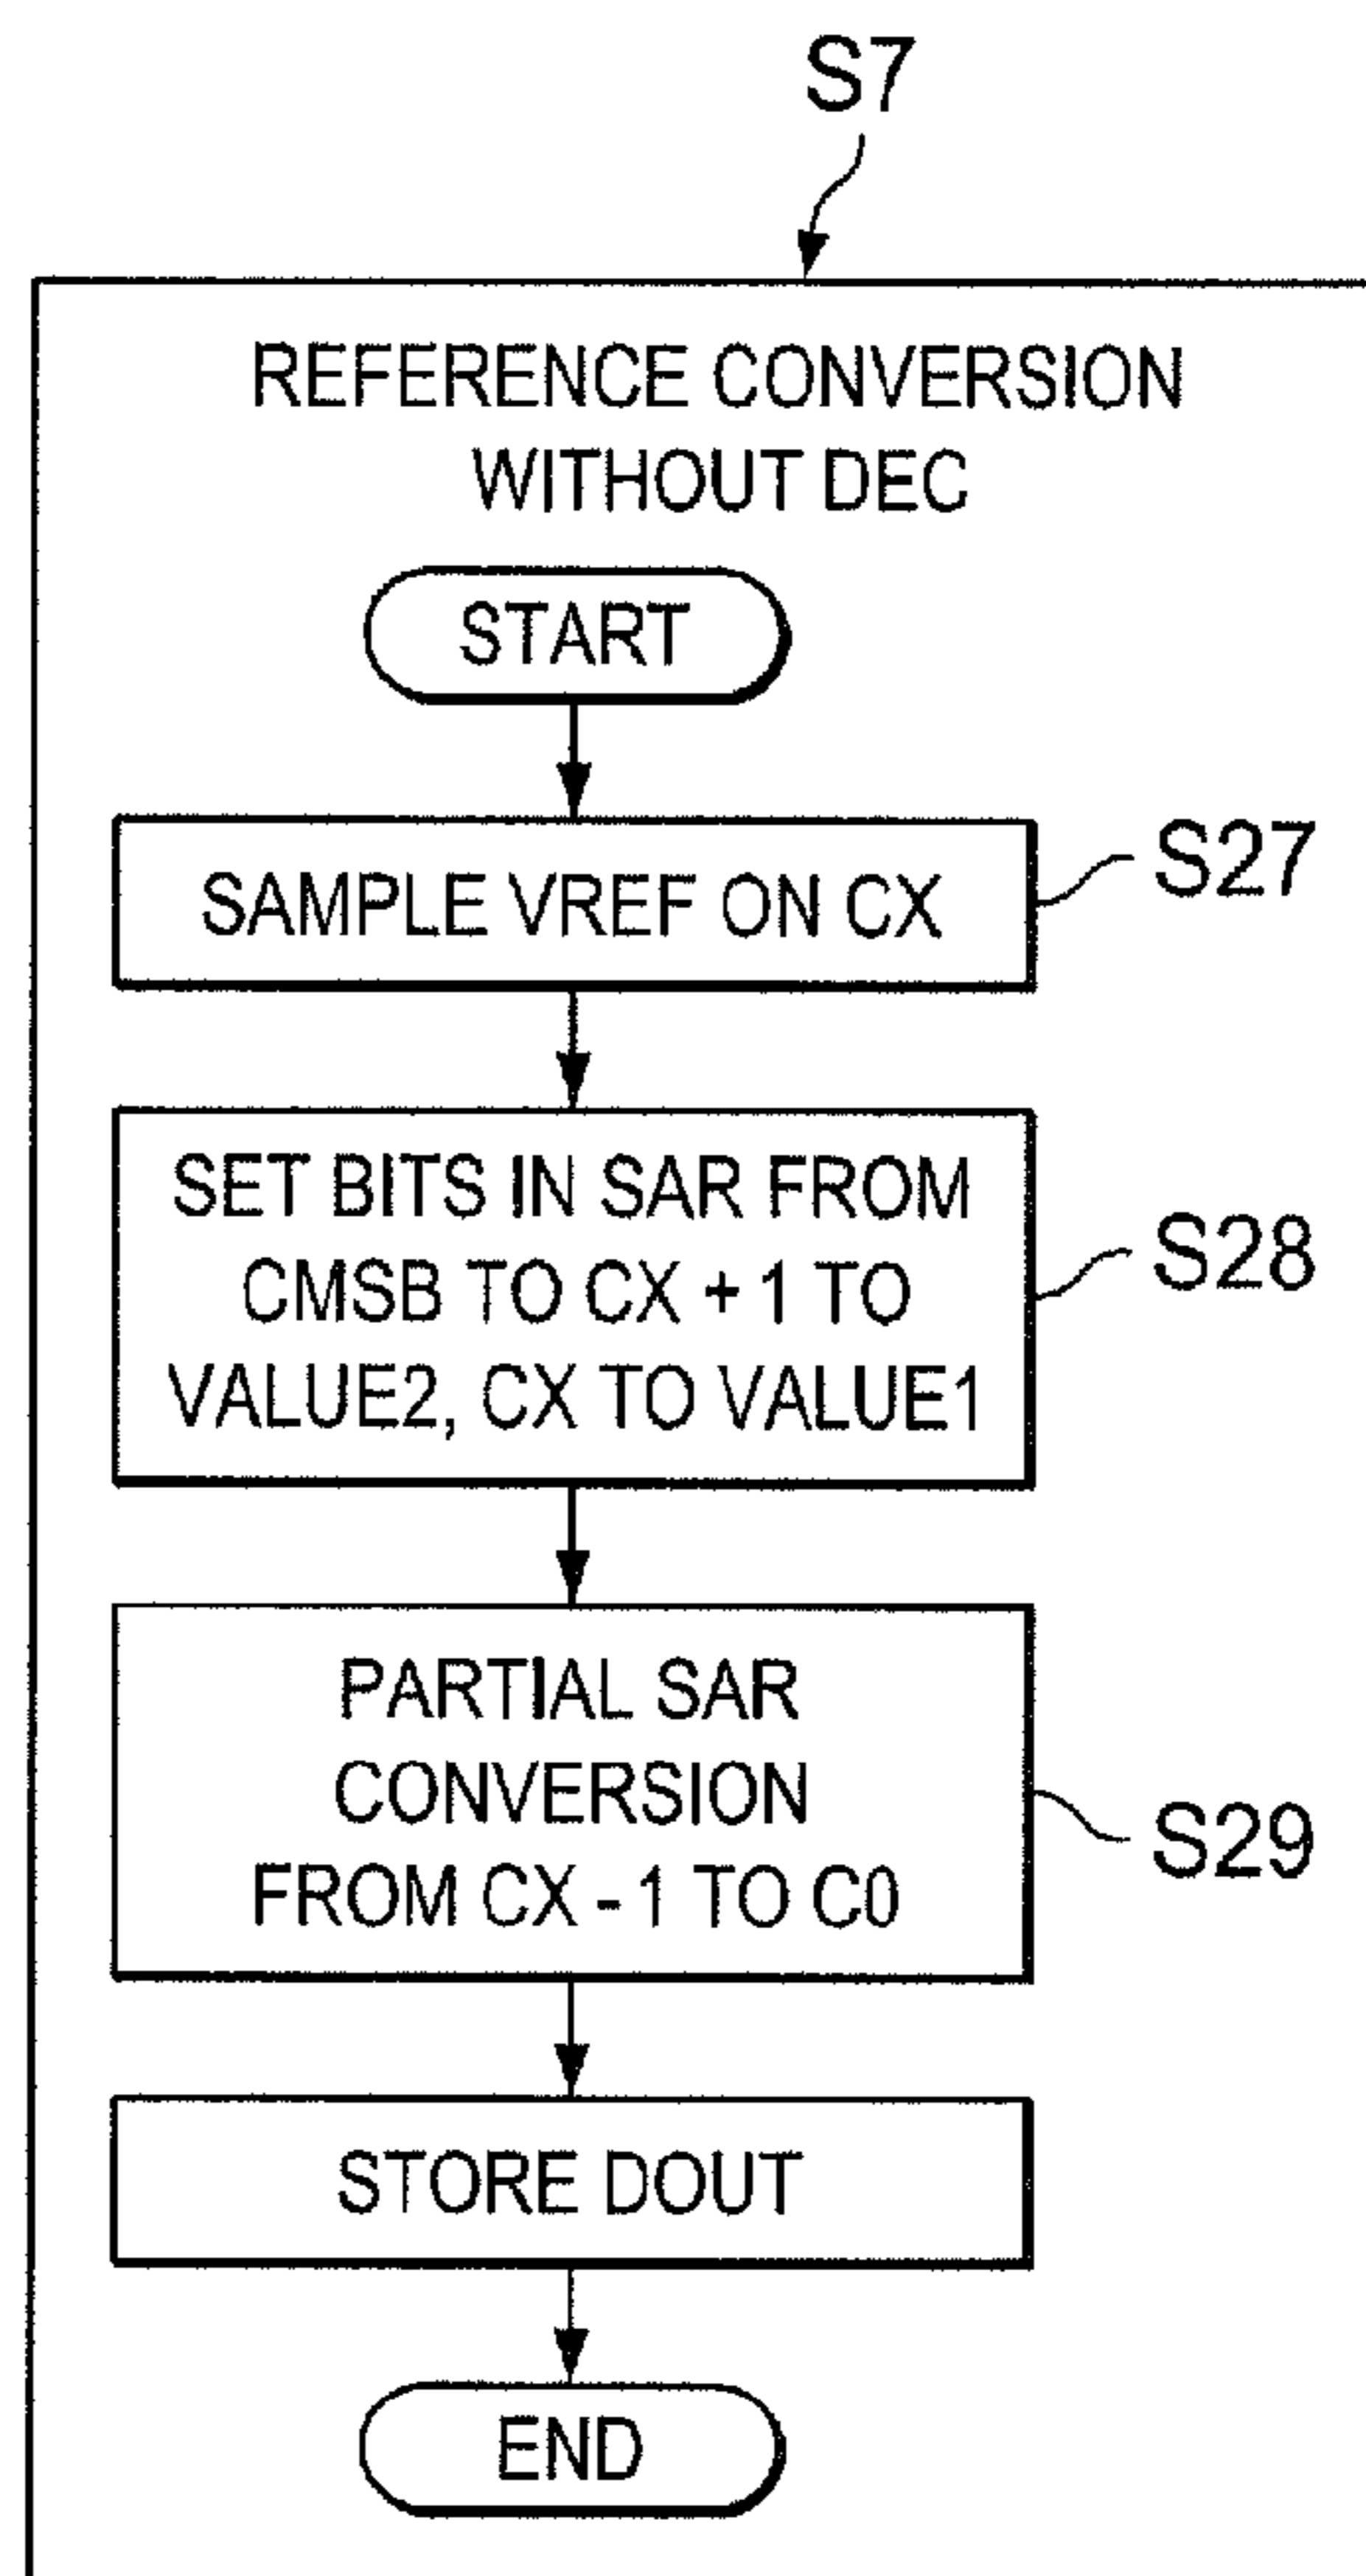 S7
REFERENCE CONVERSION
WITHOUT DEC
START
SAMPLE VREF ON CX
S27
SET BITS IN SAR FROM
CMSB TO CX + 1 TO
VALUE2, CX TO VALUE1
S28
PARTIAL SAR
CONVERSION
FROM CX - 1 TO C0
S29
STORE DOUT
END